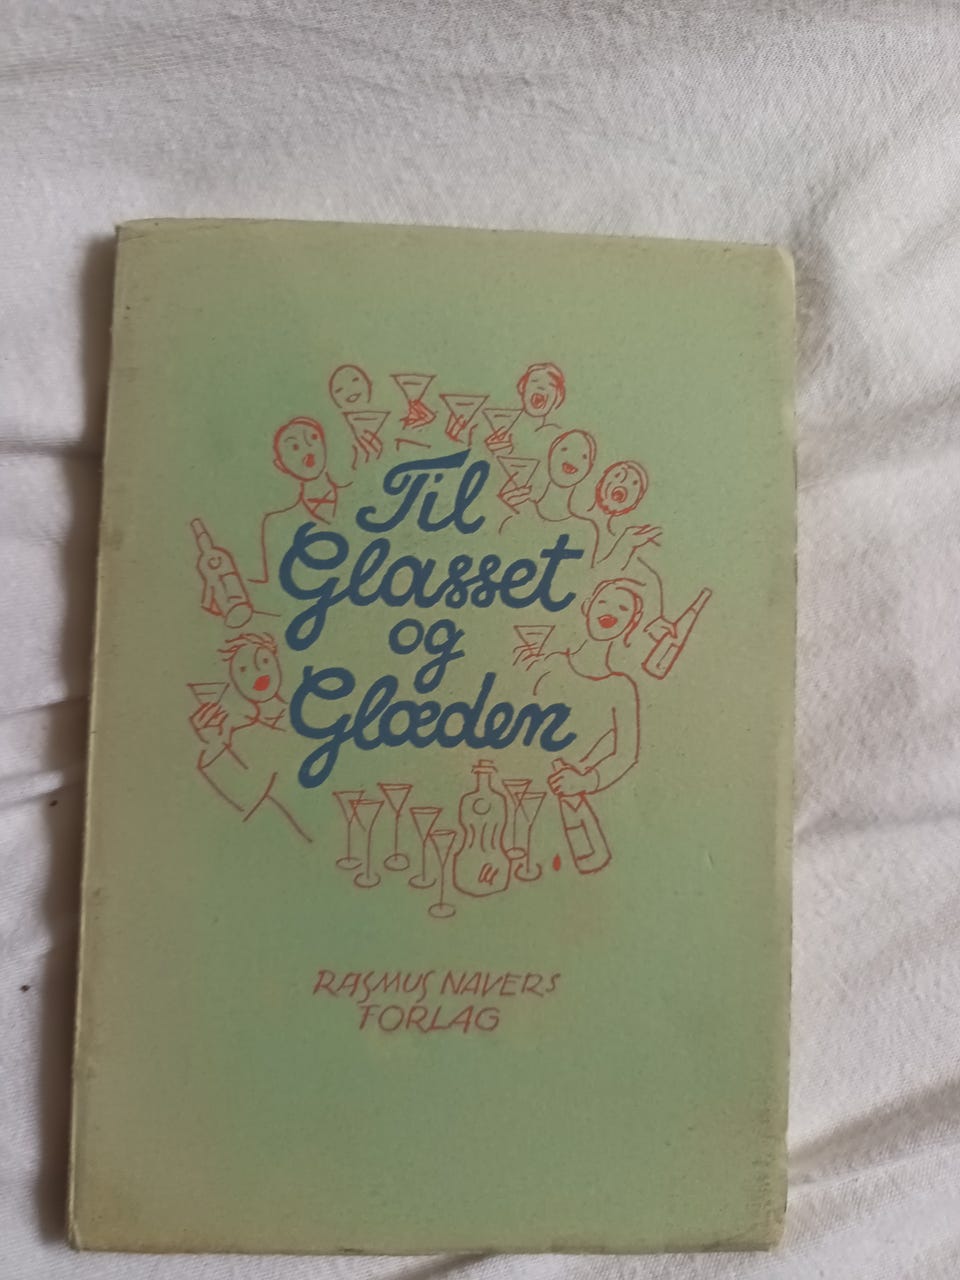 Til
Glasset
og
Glæden
RASMUS NAVERS
FORLAG